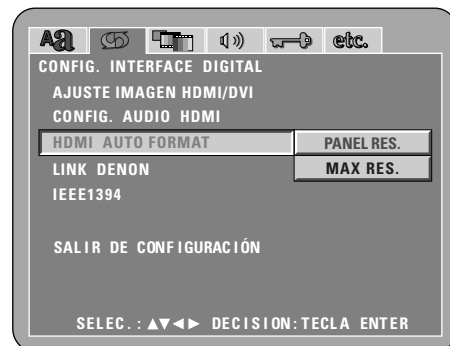 Aa etc.
CONFIG. INTERFACE DIGITAL
AJUSTE IMAGEN HDMI/DVI
CONFIG. AUDIO HDMI
HDMI AUTO FORMAT PANEL RES.
LINK DENON MAX RES.
IEEE1394
SALIR DE CONFIGURACIÓN
SELEC.:▲▼◄► DECISION:TECLA ENTER